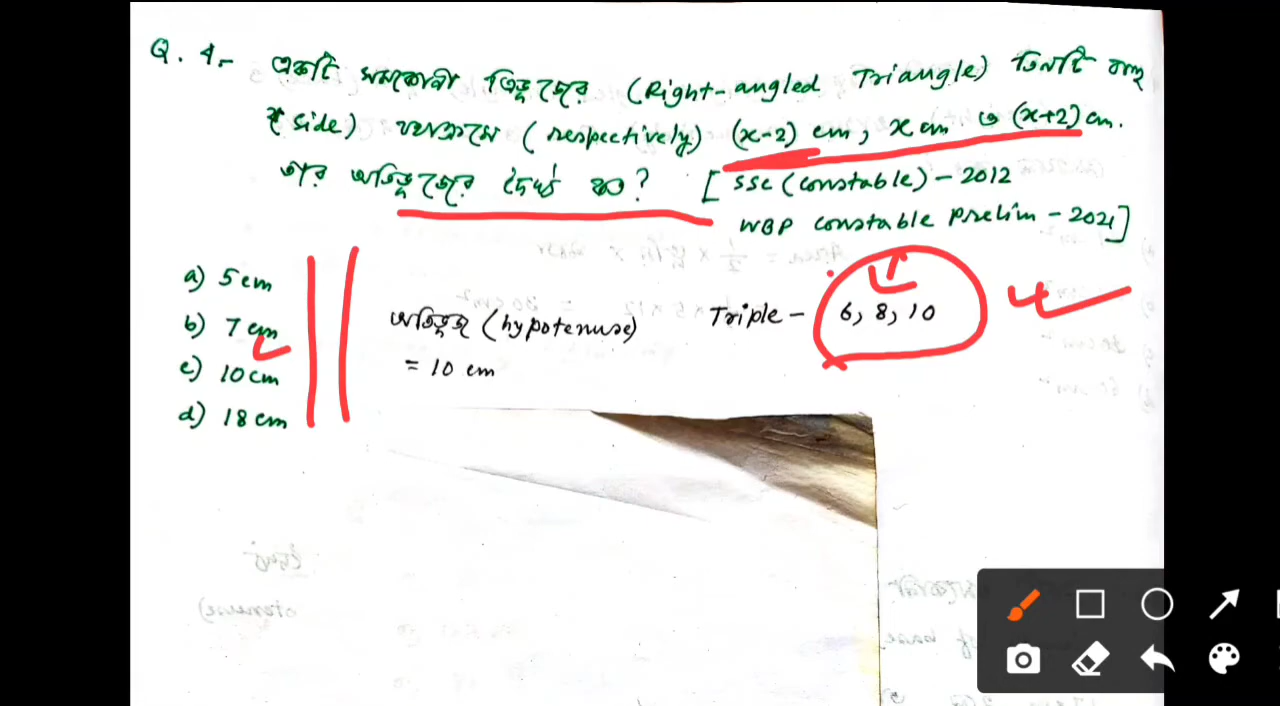 Q. 4- একটি সমকোণী ত্রিভুজের (Right-angled Triangle) তিনটি বাহু
(side) যথাক্রমে (respectively) (x-2) cm, x cm ও (x+2) cm.
তার অতিভুজের দৈর্ঘ্য কত? [SSC (constable) - 2012
WBP constable Prelim - 2021]
a) 5 cm
b) 7 cm
c) 10 cm
d) 18 cm
অতিভুজ (hypotenuse)
= 10 cm
Triple - 6, 8, 10